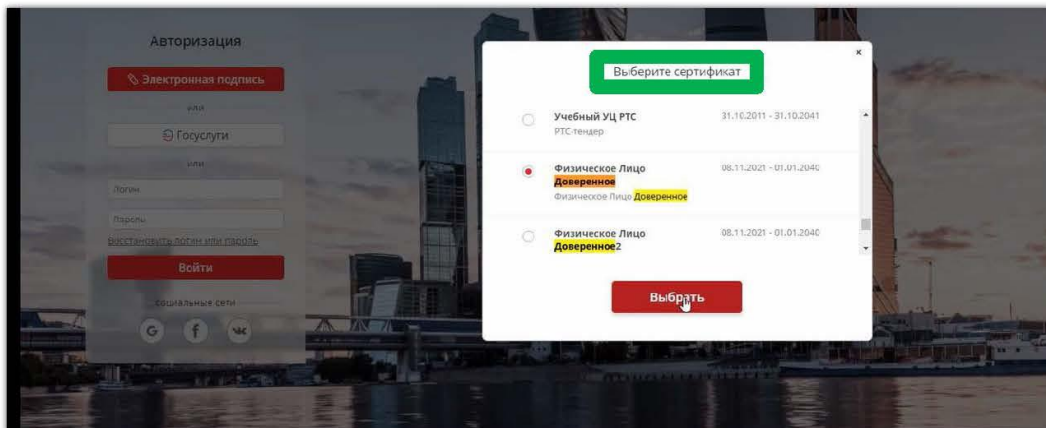 Авторизация
Электронная подпись
или
Госуслуги
или
Логин
Пароль
Восстановить логин или пароль
Войти
социальные сети
G f
Выберите сертификат
×
Учебный УЦ РТС 31.10.2011 - 31.10.2041
РТС-тендер
Физическое Лицо 08.11.2021 - 01.01.2040
Доверенное
Физическое Лицо Доверенное
Физическое Лицо 08.11.2021 - 01.01.2040
Доверенное2
Выбрать